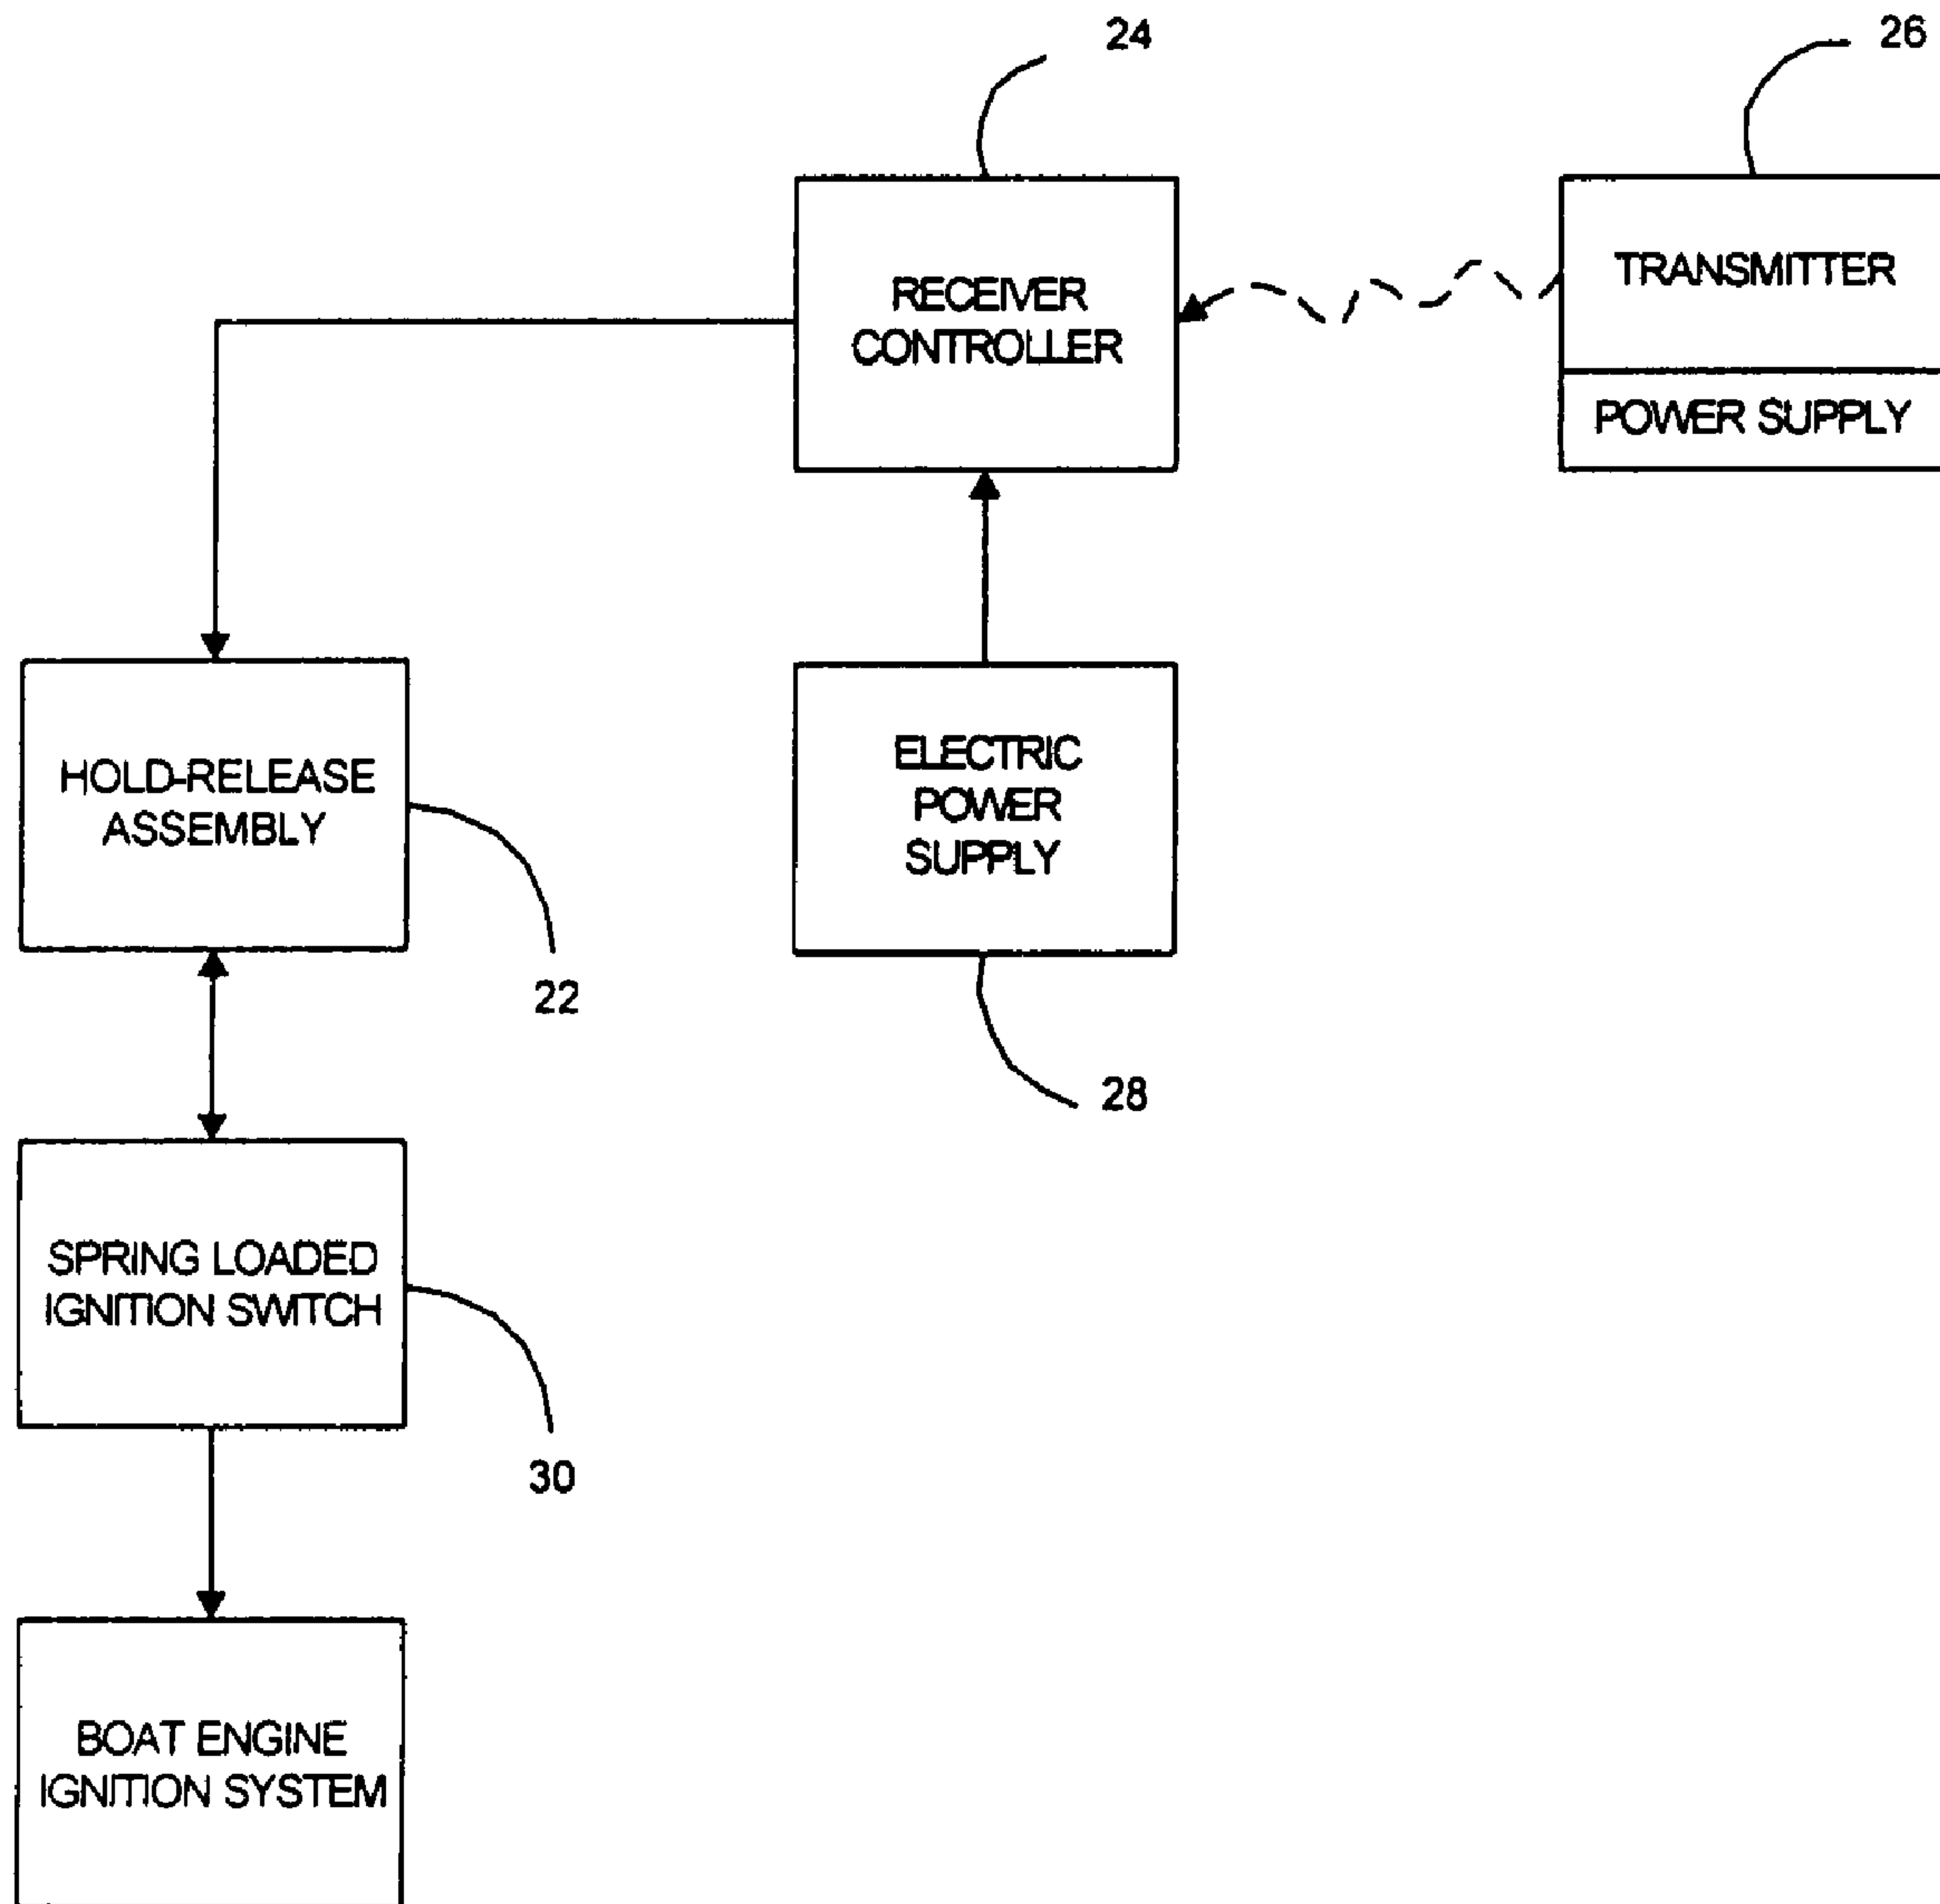 24
26
RECEIVER
CONTROLLER
TRANSMITTER
POWER SUPPLY
HOLD-RELEASE
ASSEMBLY
22
ELECTRIC
POWER
SUPPLY
28
SPRING LOADED
IGNITION SWITCH
30
BOAT ENGINE
IGNITION SYSTEM